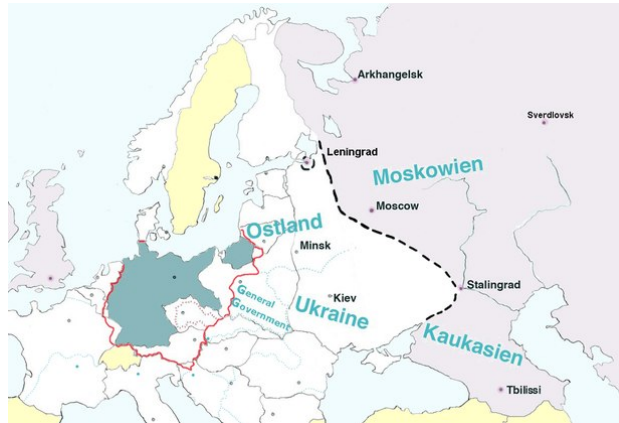 Arkhangelsk
Sverdlovsk
Leningrad
Moskowien
Moscow
Ostland
Minsk
Stalingrad
General
Government
Kiev
Ukraine
Kaukasien
Tbilissi